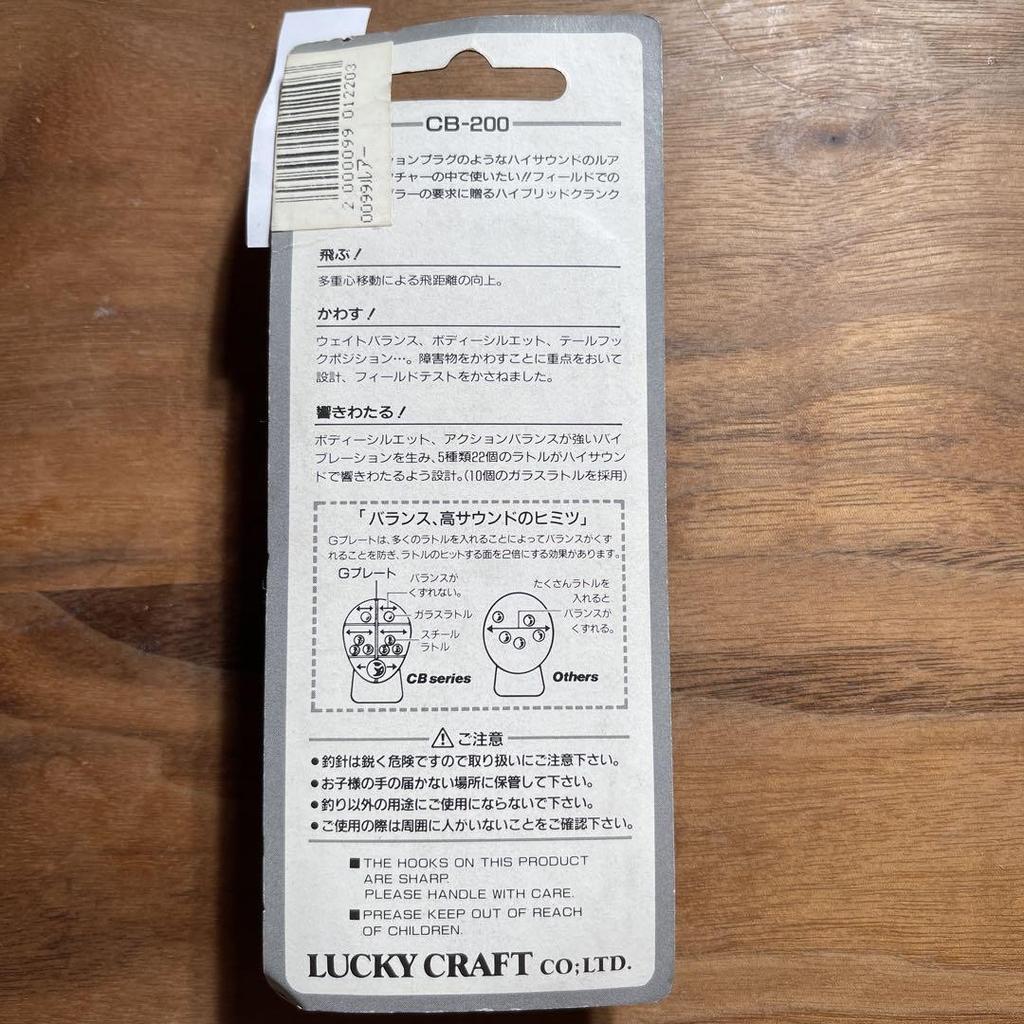 2 000099 012203
0099ルアー
CB-200
ションプラグのようなハイサウンドのルア
チャーの中で使いたい!!フィールドでの
ラーの要求に贈るハイブリッドクランク
飛ぶ!
多重心移動による飛距離の向上。
かわす!
ウェイトバランス、ボディーシルエット、テールフッ
クポジション…。障害物をかわすことに重点をおいて
設計、フィールドテストをかさねました。
響きわたる!
ボディーシルエット、アクションバランスが強いバイ
ブレーションを生み、5種類22個のラトルがハイサウン
ドで響きわたるよう設計。(10個のガラスラトルを採用)
「バランス、高サウンドのヒミツ」
Gプレートは、多くのラトルを入れることによってバランスがくず
れることを防ぎ、ラトルのヒットする面を2倍にする効果があります。
Gプレート
バランスが
くずれない。
ガラスラトル
スチール
ラトル
CB series
たくさんラトルを
入れると
バランスが
くずれる。
Others
ご注意
●釣針は鋭く危険ですので取り扱いにご注意下さい。
●お子様の手の届かない場所に保管して下さい。
●釣り以外の用途にご使用にならないで下さい。
●ご使用の際は周囲に人がいないことをご確認下さい。
■THE HOOKS ON THIS PRODUCT
ARE SHARP.
PLEASE HANDLE WITH CARE.
■PREASE KEEP OUT OF REACH
OF CHILDREN.
LUCKY CRAFT CO;LTD.